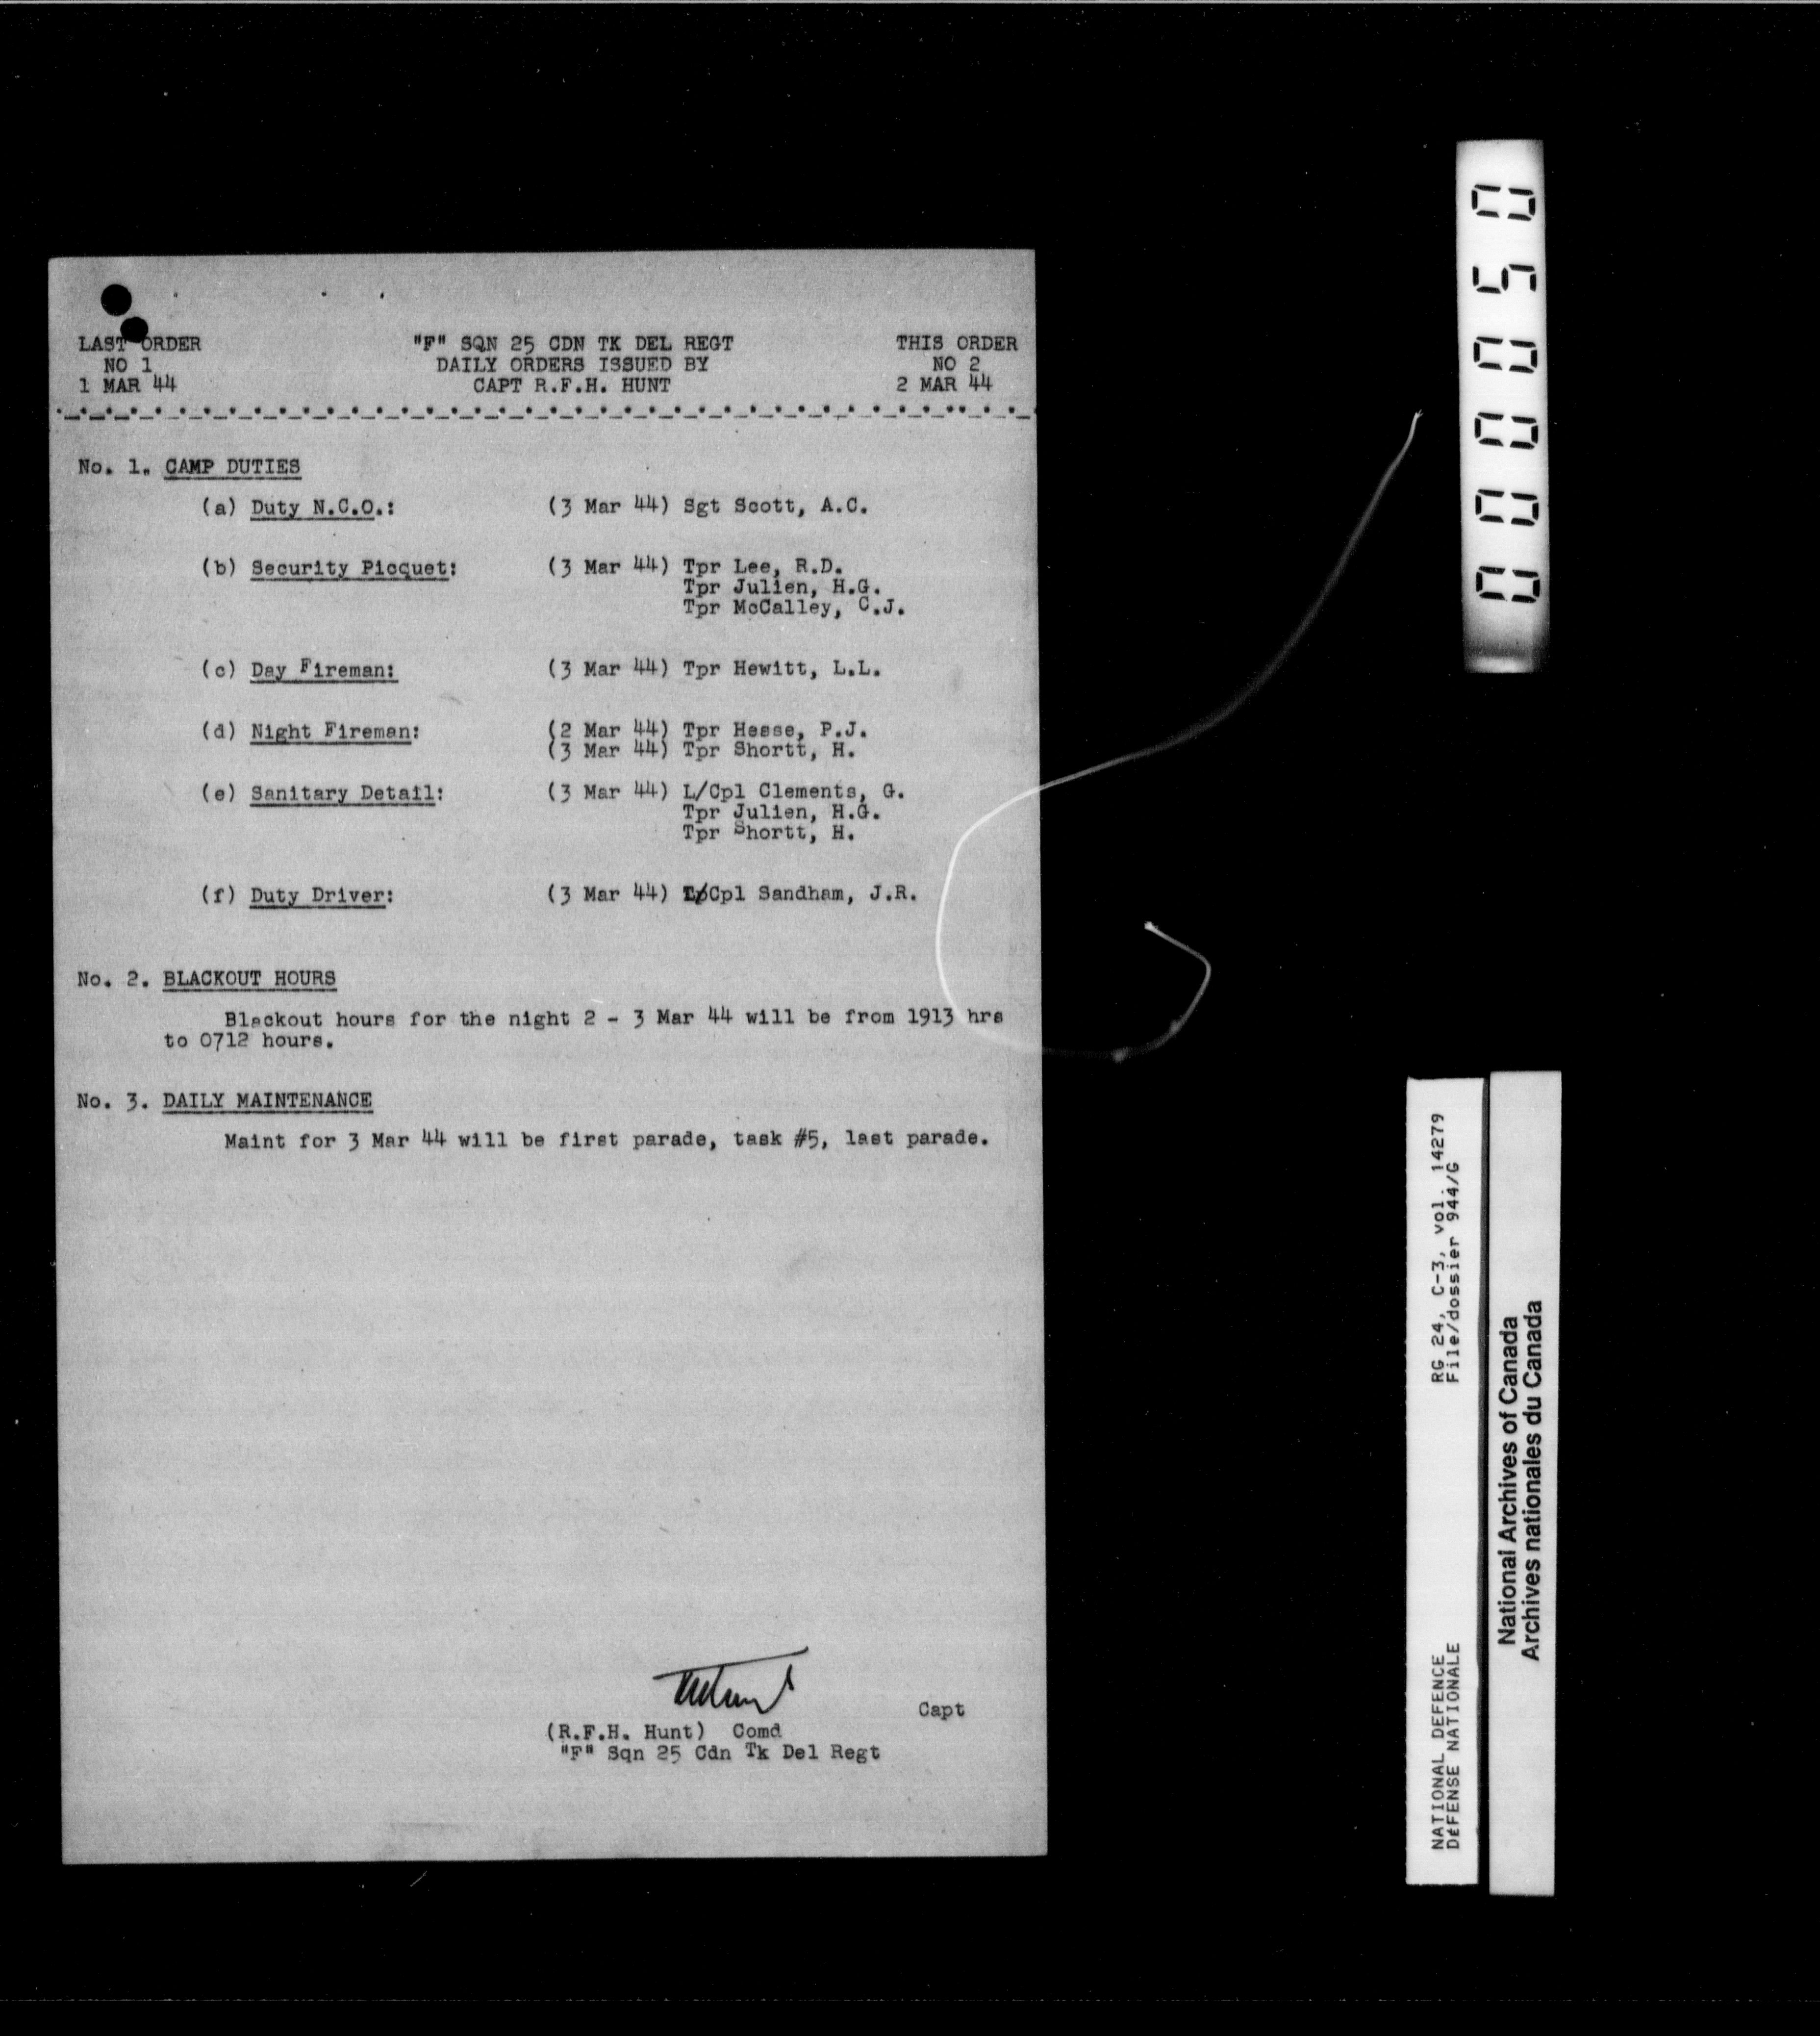 LAST ORDER
NO 1
1 MAR 44
"F" SQN 25 CDN TK DEL REGT
DAILY ORDERS ISSUED BY
CAPT R.F.H. HUNT
THIS ORDER
NO 2
2 MAR 44
No. 1. CAMP DUTIES
(a) Duty N.C.O.: (3 Mar 44) Sgt Scott, A.C.
(b) Security Picquet: (3 Mar 44) Tpr Lee, R.D.
Tpr Julien, H.G.
Tpr McCalley, C.J.
(c) Day Fireman: (3 Mar 44) Tpr Hewitt, L.L.
(d) Night Fireman: (2 Mar 44) Tpr Hesse, P.J.
(3 Mar 44) Tpr Shortt, H.
(e) Sanitary Detail: (3 Mar 44) L/Cpl Clements, G.
Tpr Julien, H.G.
Tpr Shortt, H.
(f) Duty Driver: (3 Mar 44) L/Cpl Sandham, J.R.
No. 2. BLACKOUT HOURS
Blackout hours for the night 2 - 3 Mar 44 will be from 1913 hrs
to 0712 hours.
No. 3. DAILY MAINTENANCE
Maint for 3 Mar 44 will be first parade, task #5, last parade.
Capt
(R.F.H. Hunt) Comd
"F" Sqn 25 Cdn Tk Del Regt
000050
NATIONAL DEFENCE RG 24, C-3, vol. 14279
DÉFENSE NATIONALE File/dossier 944/G
National Archives of Canada
Archives nationales du Canada